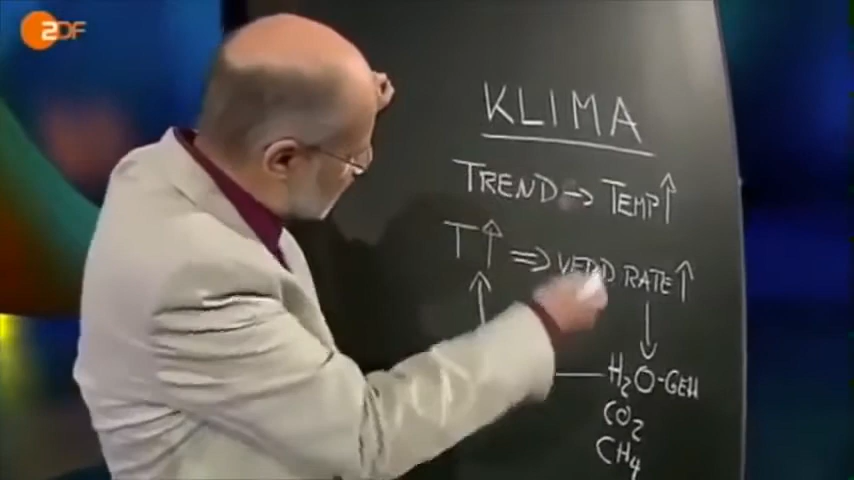 ZDF
KLIMA
TREND → TEMP ↑
T↑ ⇒ VERD RATE ↑
H₂O-GEH
CO₂
CH₄